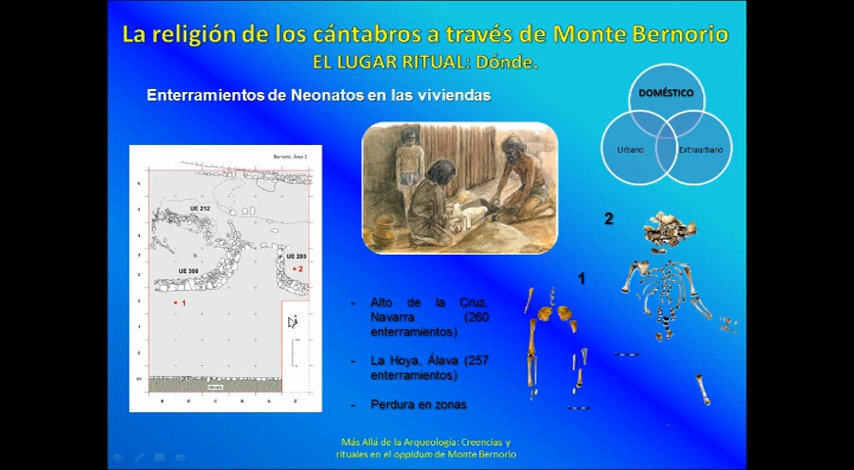 La religión de los cántabros a través de Monte Bernorio
EL LUGAR RITUAL: Dónde.
Enterramientos de Neonatos en las viviendas
DOMÉSTICO
Urbano
Extraurbano
Bernorio. Área 3
UE 212
UE 300
UE 200
2
1
Muralla
2
1
- Alto de la Cruz,
Navarra (260
enterramientos)
- La Hoya, Álava (257
enterramientos)
- Perdura en zonas
Más Allá de la Arqueología: Creencias y
rituales en el oppidum de Monte Bernorio